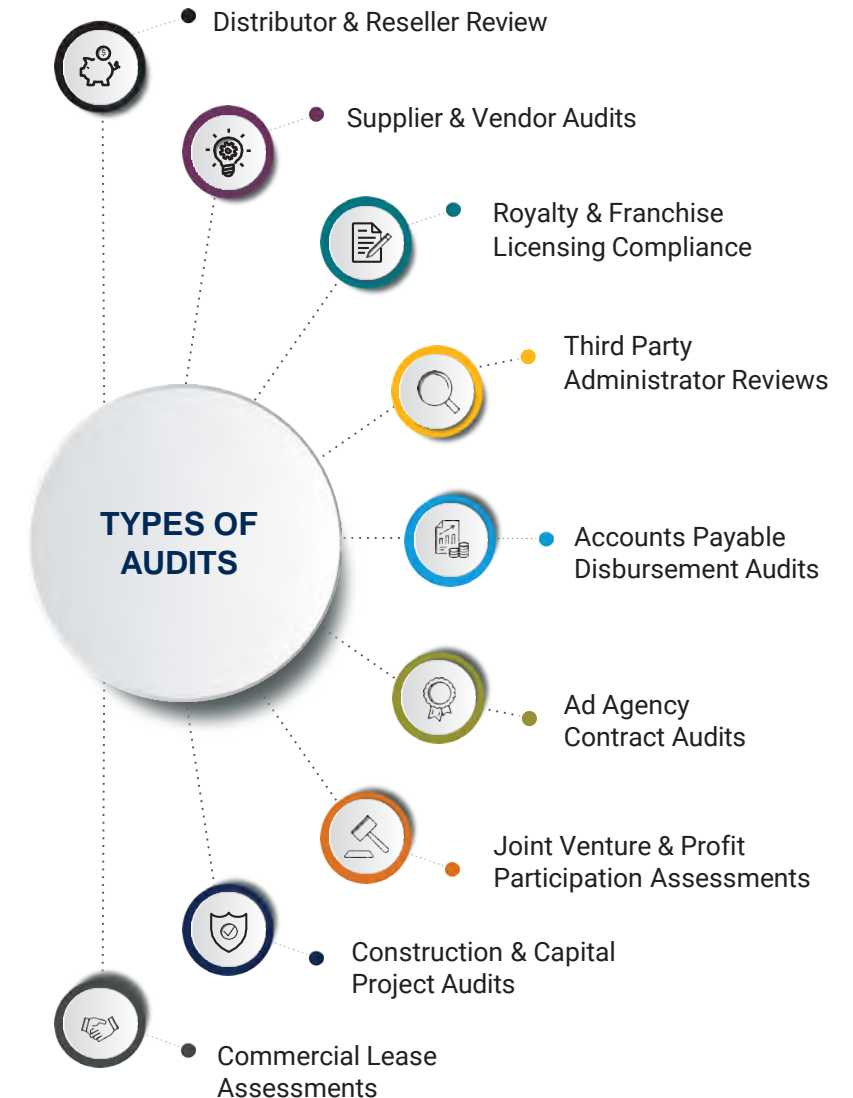 Distributor & Reseller Review
Supplier & Vendor Audits
Royalty & Franchise
Licensing Compliance
Third Party
Administrator Reviews
TYPES OF
AUDITS
Accounts Payable
Disbursement Audits
Ad Agency
Contract Audits
Joint Venture & Profit
Participation Assessments
Construction & Capital
Project Audits
Commercial Lease
Assessments